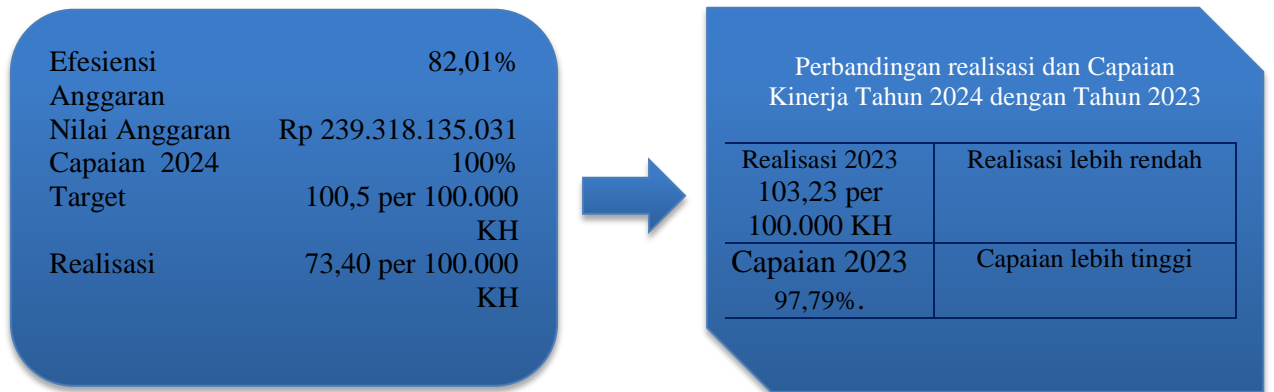 Efesiensi 82,01%
Anggaran
Nilai Anggaran Rp 239.318.135.031
Capaian 2024 100%
Target 100,5 per 100.000
KH
Realisasi 73,40 per 100.000
KH
Perbandingan realisasi dan Capaian
Kinerja Tahun 2024 dengan Tahun 2023
Realisasi 2023 Realisasi lebih rendah
103,23 per
100.000 KH
Capaian 2023 Capaian lebih tinggi
97,79%.